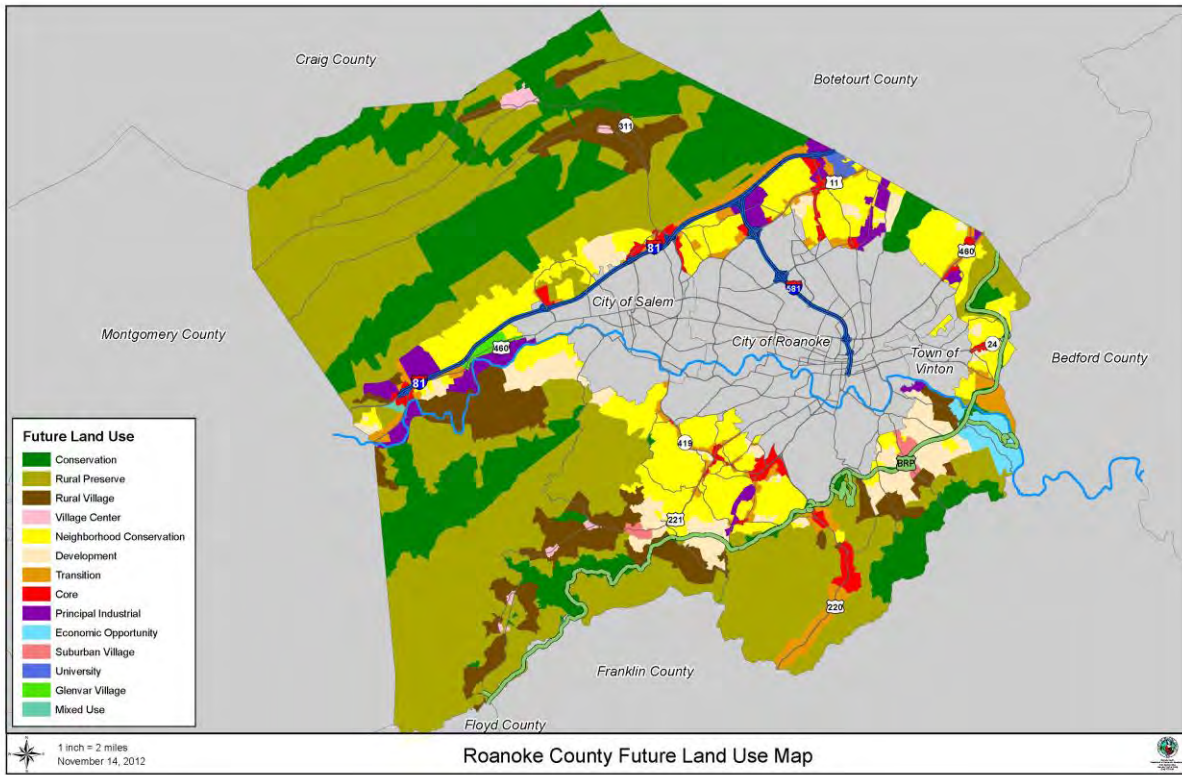 Craig County
Botetourt County
311
11
81
460
581
City of Salem
City of Roanoke
Montgomery County
460
Town of
Vinton
24
Bedford County
81
419
BRP
221
220
Franklin County
Floyd County
Future Land Use
Conservation
Rural Preserve
Rural Village
Village Center
Neighborhood Conservation
Development
Transition
Core
Principal Industrial
Economic Opportunity
Suburban Village
University
Glenvar Village
Mixed Use
1 inch = 2 miles
November 14, 2012
Roanoke County Future Land Use Map